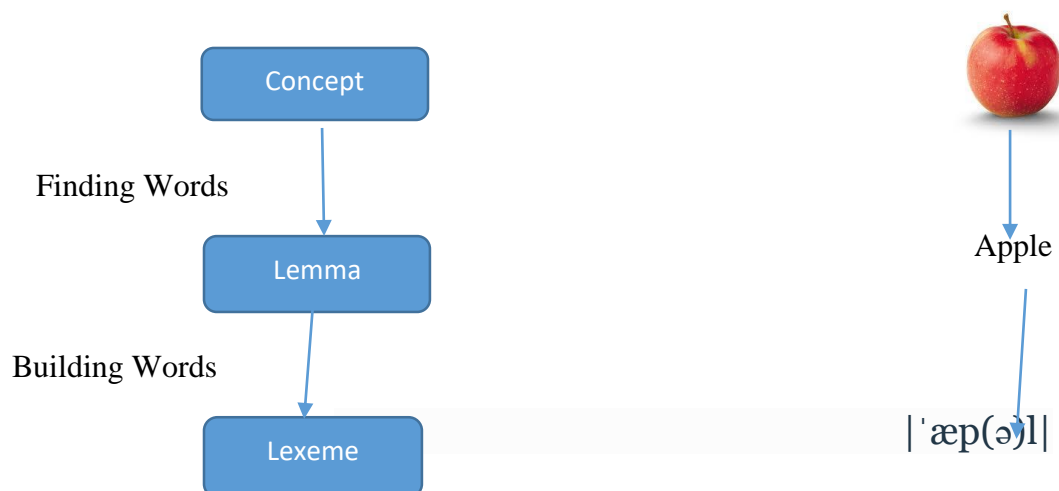 Concept
Finding Words
Lemma
Apple
Building Words
Lexeme
|ˈæp(ə)l|